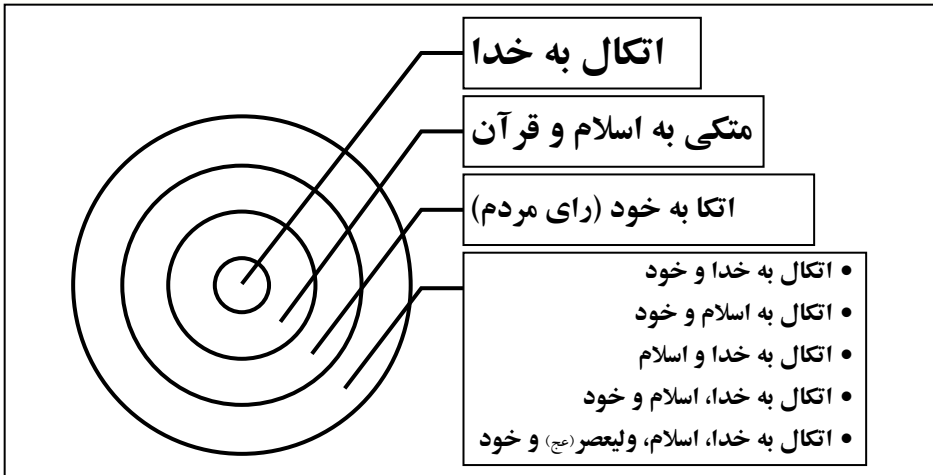 اتکال به خدا
متکی به اسلام و قرآن
اتکا به خود (رای مردم)
• اتکال به خدا و خود
• اتکال به اسلام و خود
• اتکال به خدا و اسلام
• اتکال به خدا، اسلام و خود
• اتکال به خدا، اسلام، ولیعصر(عج) و خود